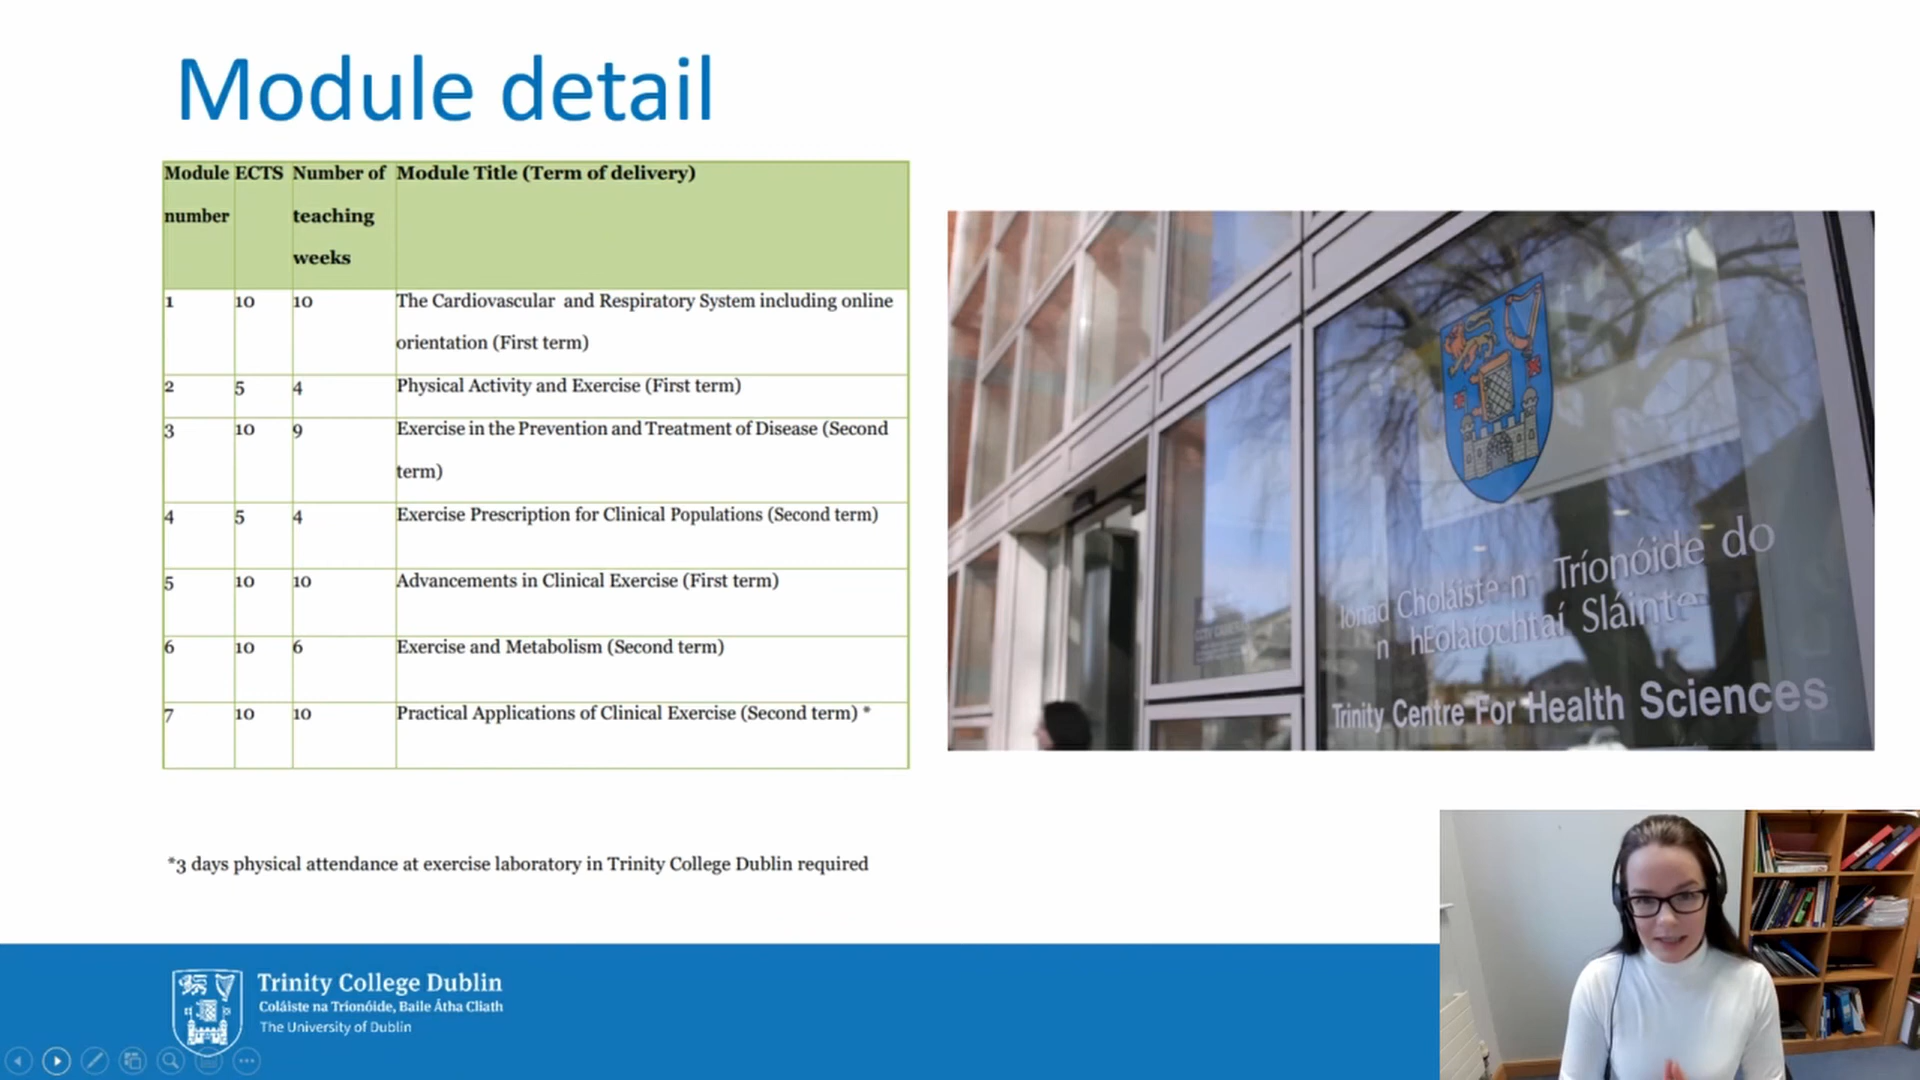 Module detail
Module number ECTS Number of teaching weeks Module Title (Term of delivery)
1 10 10 The Cardiovascular and Respiratory System including online orientation (First term)
2 5 4 Physical Activity and Exercise (First term)
3 10 9 Exercise in the Prevention and Treatment of Disease (Second term)
4 5 4 Exercise Prescription for Clinical Populations (Second term)
5 10 10 Advancements in Clinical Exercise (First term)
6 10 6 Exercise and Metabolism (Second term)
7 10 10 Practical Applications of Clinical Exercise (Second term) *
*3 days physical attendance at exercise laboratory in Trinity College Dublin required
Ionad Choláiste n Tríonóide do
n hEolaíochtaí Sláinte
Trinity Centre For Health Sciences
Trinity College Dublin
Coláiste na Tríonóide, Baile Átha Cliath
The University of Dublin